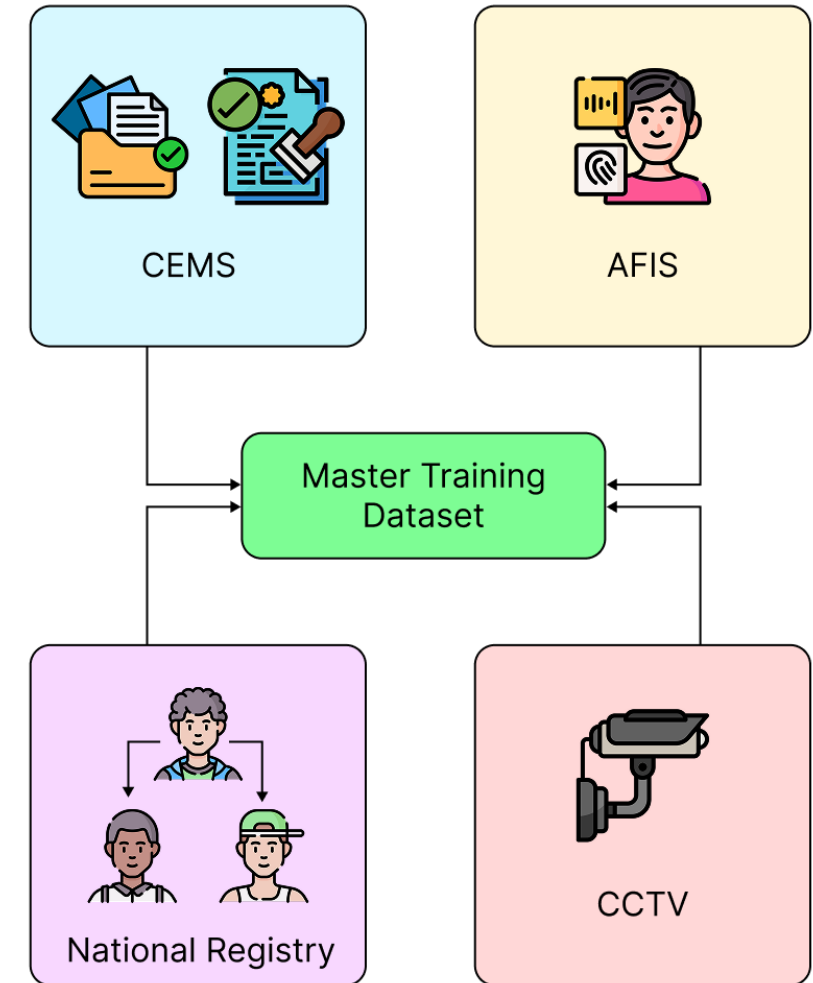 CEMS
AFIS
Master Training
Dataset
National Registry
CCTV